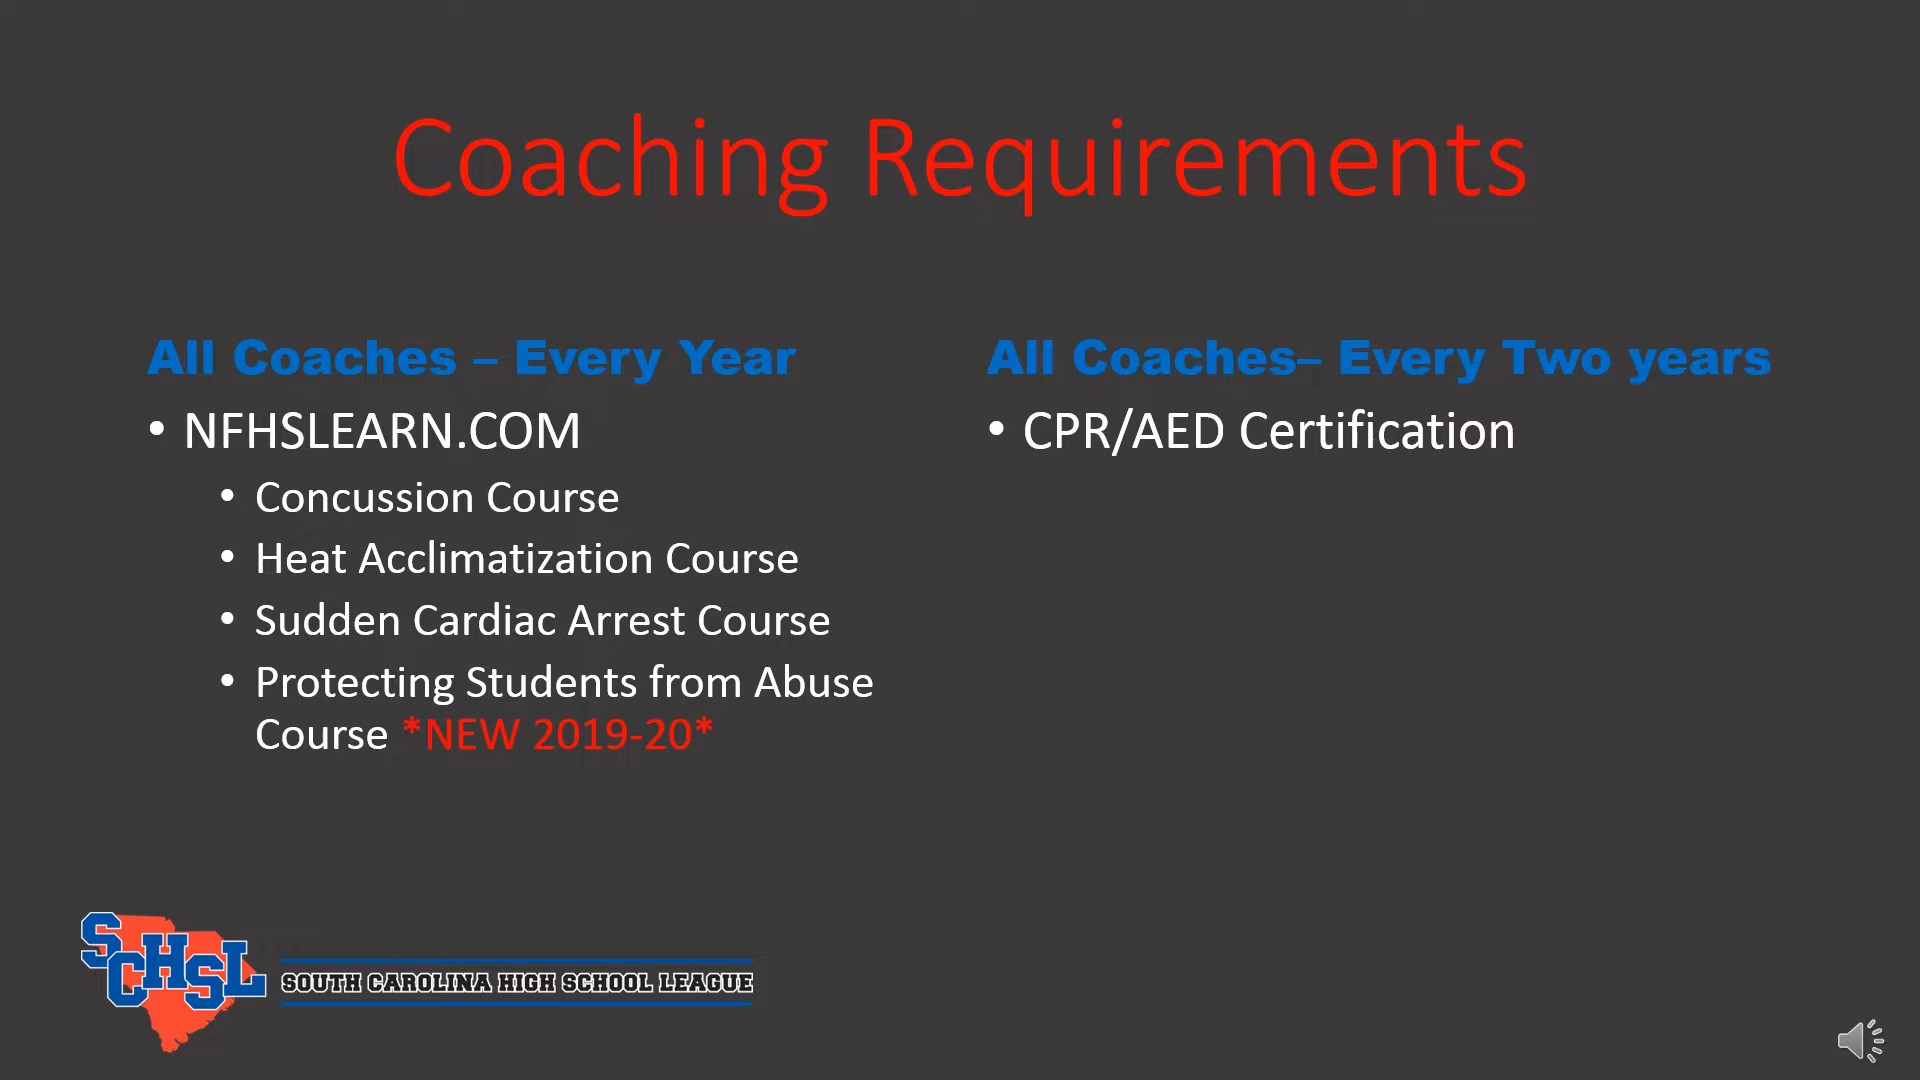 Coaching Requirements
All Coaches – Every Year
• NFHSLEARN.COM
• Concussion Course
• Heat Acclimatization Course
• Sudden Cardiac Arrest Course
• Protecting Students from Abuse
Course *NEW 2019-20*
All Coaches– Every Two years
• CPR/AED Certification
SCHSL
SOUTH CAROLINA HIGH SCHOOL LEAGUE